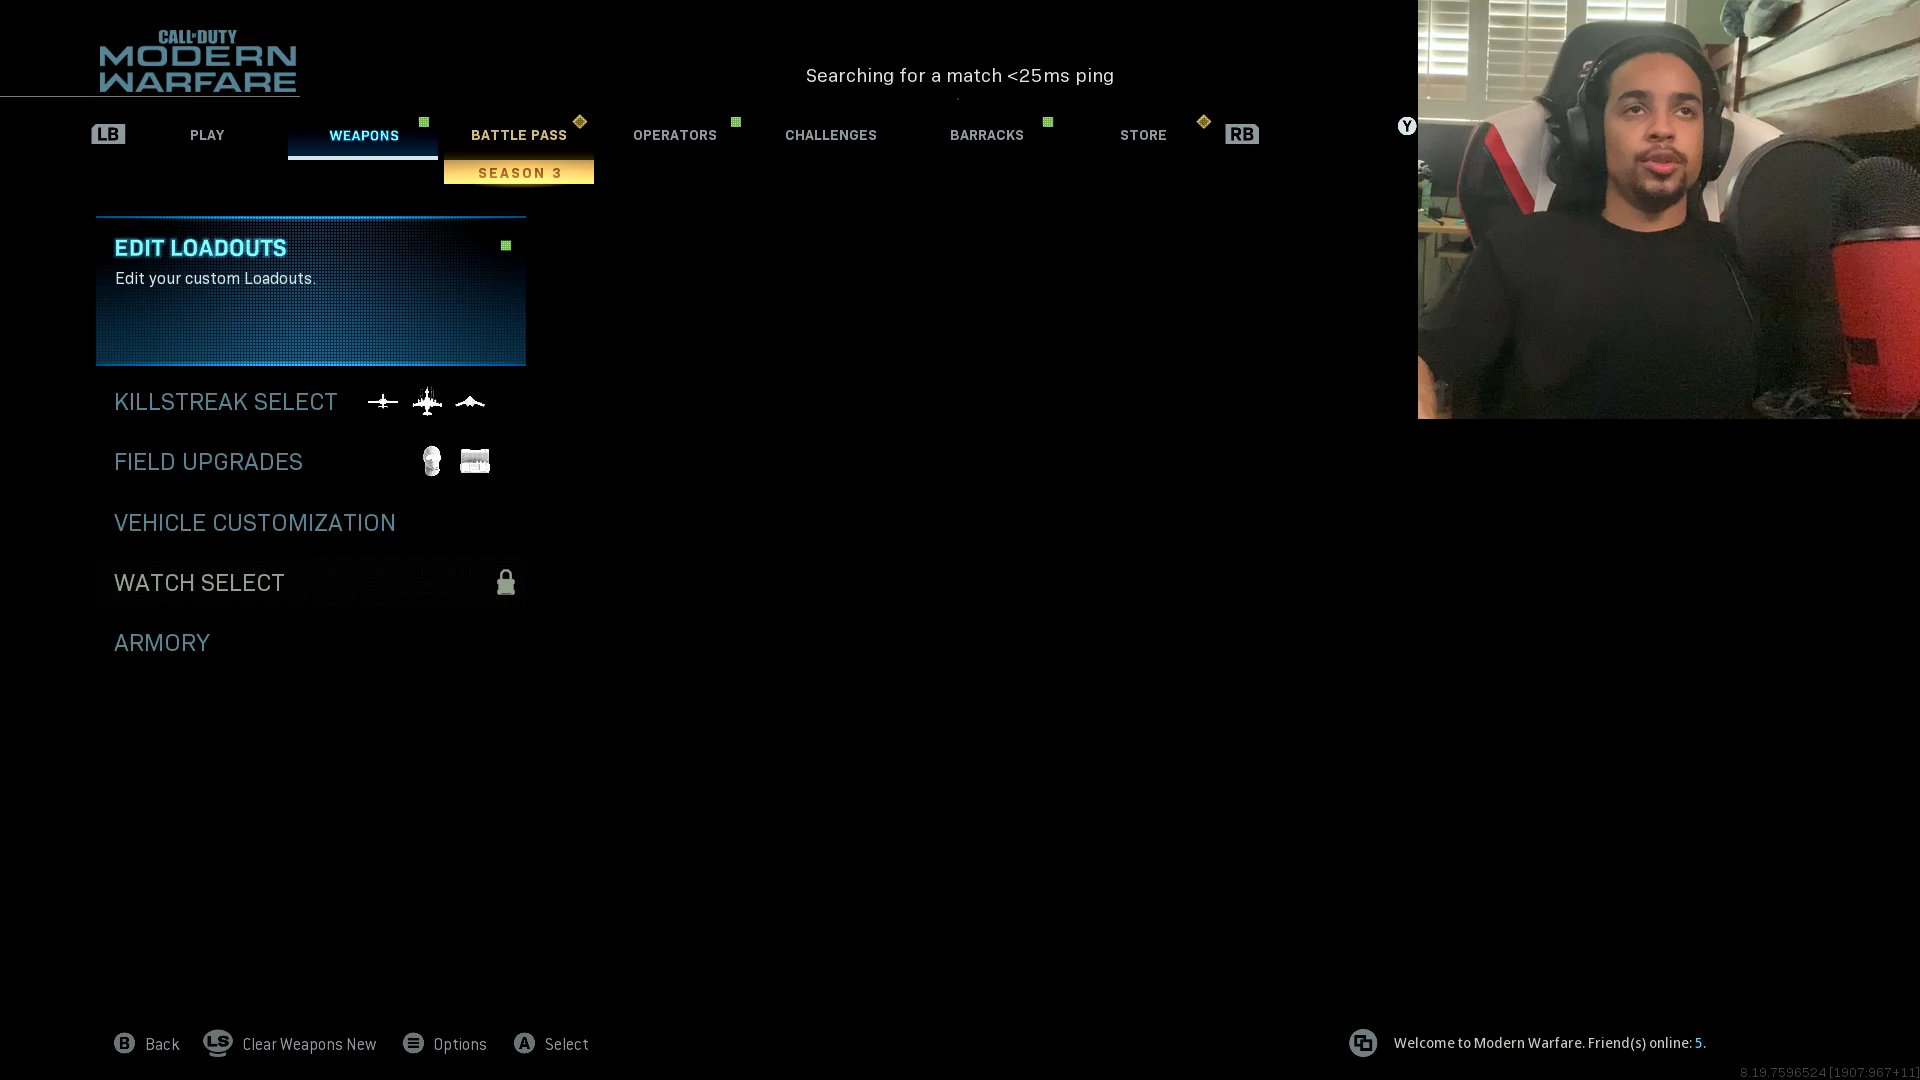 CALL OF DUTY
MODERN
WARFARE
Searching for a match <25ms ping
LB
PLAY
WEAPONS
BATTLE PASS
OPERATORS
CHALLENGES
BARRACKS
STORE
RB
Y
SEASON 3
EDIT LOADOUTS
Edit your custom Loadouts.
KILLSTREAK SELECT
FIELD UPGRADES
VEHICLE CUSTOMIZATION
WATCH SELECT
ARMORY
B Back
LS Clear Weapons New
Options
A Select
Welcome to Modern Warfare. Friend(s) online: 5.
8.19.7596524 [1907:967+11]